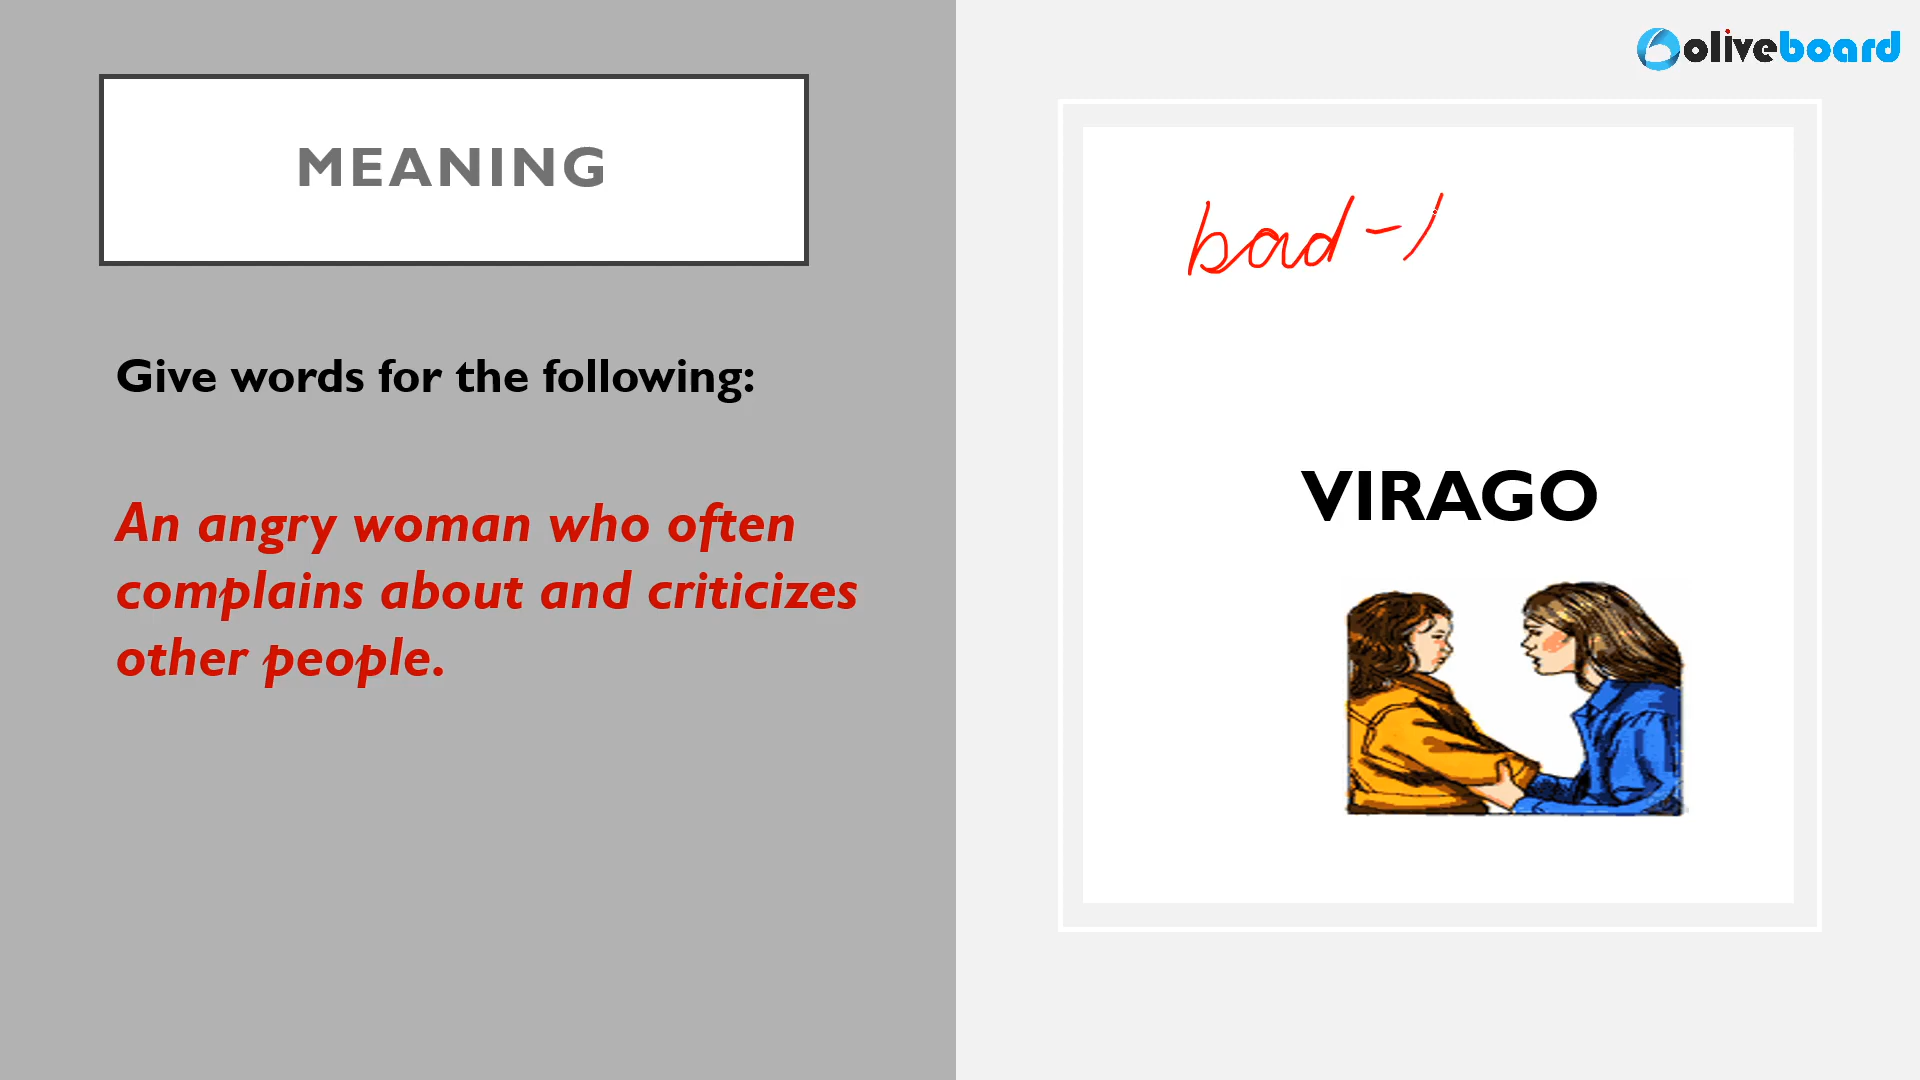 oliveboard
MEANING
Give words for the following:
An angry woman who often
complains about and criticizes
other people.
bad -
VIRAGO